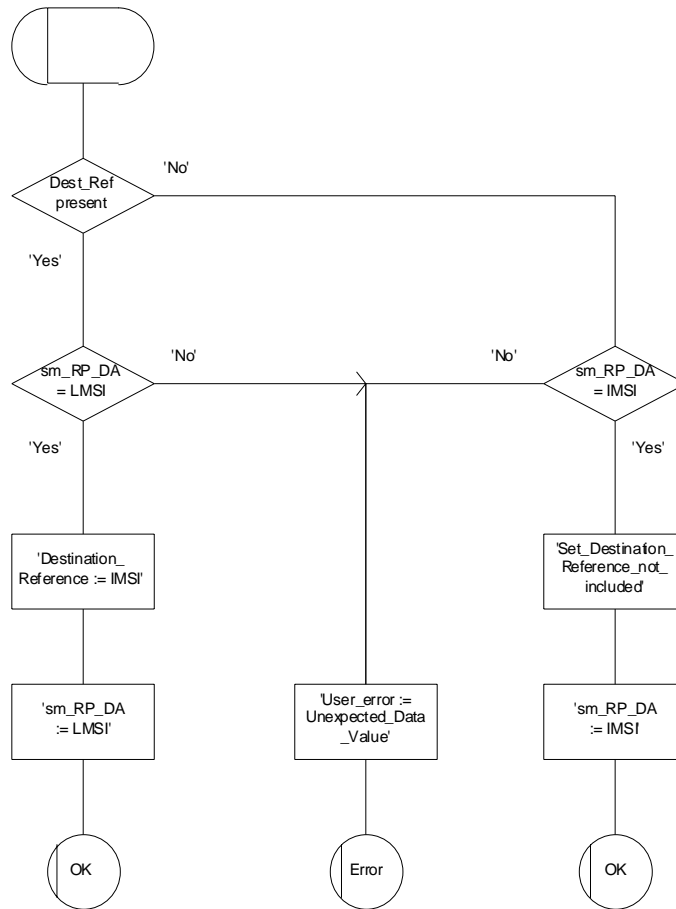 'No'
Dest_Ref
present
'Yes'
'No'
'No'
sm_RP_DA
= LMSI
sm_RP_DA
= IMSI
'Yes'
'Yes'
'Destination_
Reference := IMSI'
'Set_Destination_
Reference_not_
included'
'sm_RP_DA
:= LMSI'
'User_error :=
Unexpected_Data
_Value'
'sm_RP_DA
:= IMSI'
OK
Error
OK